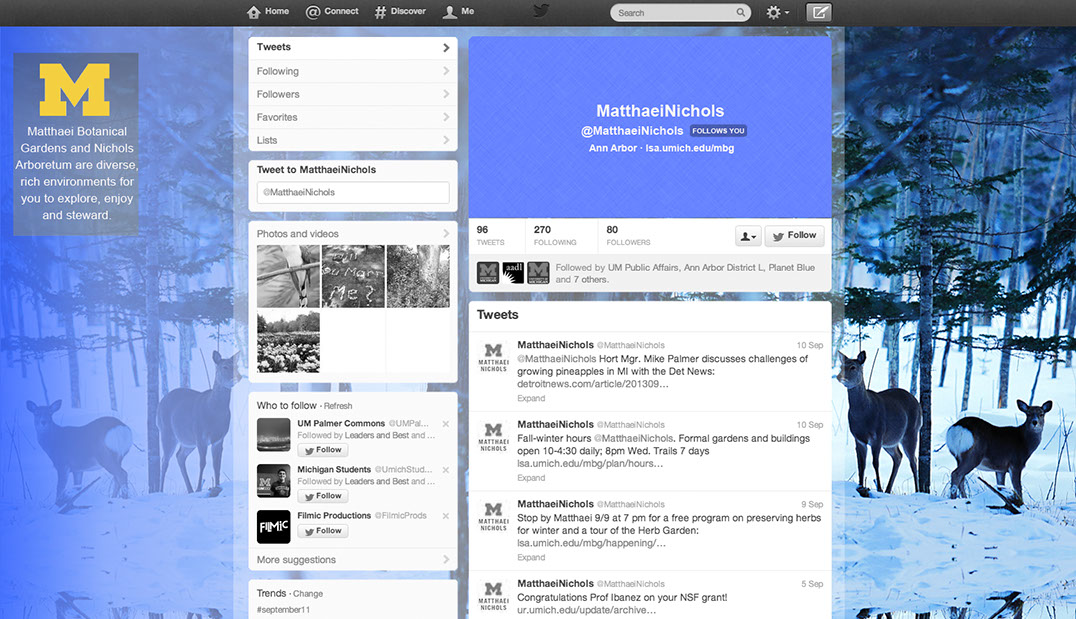 Home Connect Discover Me Search
M
Matthaei Botanical
Gardens and Nichols
Arboretum are diverse,
rich environments for
you to explore, enjoy
and steward.
Tweets
Following
Followers
Favorites
Lists
Tweet to MatthaeiNichols
@MatthaeiNichols
Photos and videos
Who to follow · Refresh
UM Palmer Commons @UMPal...
Followed by Leaders and Best and ...
Follow
Michigan Students @UmichStud...
Followed by Leaders and Best and ...
Follow
FILMIC
Filmic Productions @FilmicProds
Follow
More suggestions
Trends · Change
#september11
MatthaeiNichols
@MatthaeiNichols FOLLOWS YOU
Ann Arbor · lsa.umich.edu/mbg
96 270 80
TWEETS FOLLOWING FOLLOWERS
Follow
aadl
Followed by UM Public Affairs, Ann Arbor District L, Planet Blue
and 7 others.
Tweets
M
MATTHAEI
NICHOLS
MatthaeiNichols @MatthaeiNichols 10 Sep
@MatthaeiNichols Hort Mgr. Mike Palmer discusses challenges of
growing pineapples in MI with the Det News:
detroitnews.com/article/201309...
Expand
M
MATTHAEI
NICHOLS
MatthaeiNichols @MatthaeiNichols 10 Sep
Fall-winter hours @MatthaeiNichols. Formal gardens and buildings
open 10-4:30 daily; 8pm Wed. Trails 7 days
lsa.umich.edu/mbg/plan/hours...
Expand
M
MATTHAEI
NICHOLS
MatthaeiNichols @MatthaeiNichols 9 Sep
Stop by Matthaei 9/9 at 7 pm for a free program on preserving herbs
for winter and a tour of the Herb Garden:
lsa.umich.edu/mbg/happening/...
Expand
M
MATTHAEI
NICHOLS
MatthaeiNichols @MatthaeiNichols 5 Sep
Congratulations Prof Ibanez on your NSF grant!
ur.umich.edu/update/archive...